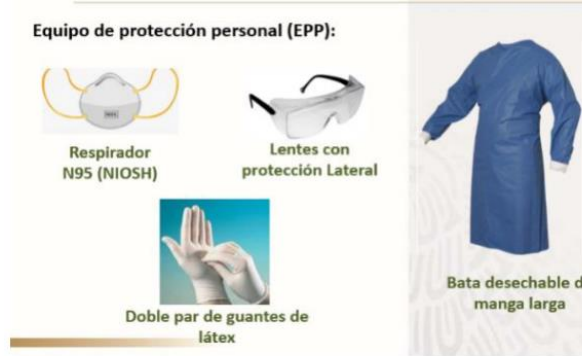 Equipo de protección personal (EPP):
Respirador
N95 (NIOSH)
Lentes con
protección Lateral
Doble par de guantes de
látex
Bata desechable d
manga larga